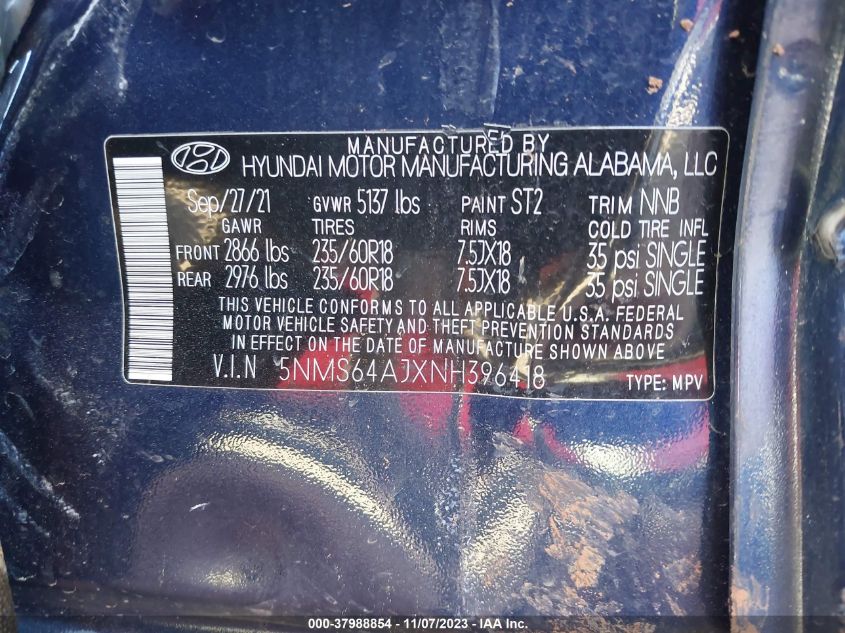 MANUFACTURED BY
HYUNDAI MOTOR MANUFACTURING ALABAMA, LLC
Sep/27/21 GVWR 5137 lbs PAINT ST2 TRIM NNB
GAWR TIRES RIMS COLD TIRE INFL
FRONT 2866 lbs 235/60R18 7.5JX18 35 psi SINGLE
REAR 2976 lbs 235/60R18 7.5JX18 35 psi SINGLE
THIS VEHICLE CONFORMS TO ALL APPLICABLE U.S.A. FEDERAL
MOTOR VEHICLE SAFETY AND THEFT PREVENTION STANDARDS
IN EFFECT ON THE DATE OF MANUFACTURE SHOWN ABOVE.
V.I.N 5NMS64AJXNH396418 TYPE: MPV
000-37988854 - 11/07/2023 - IAA Inc.